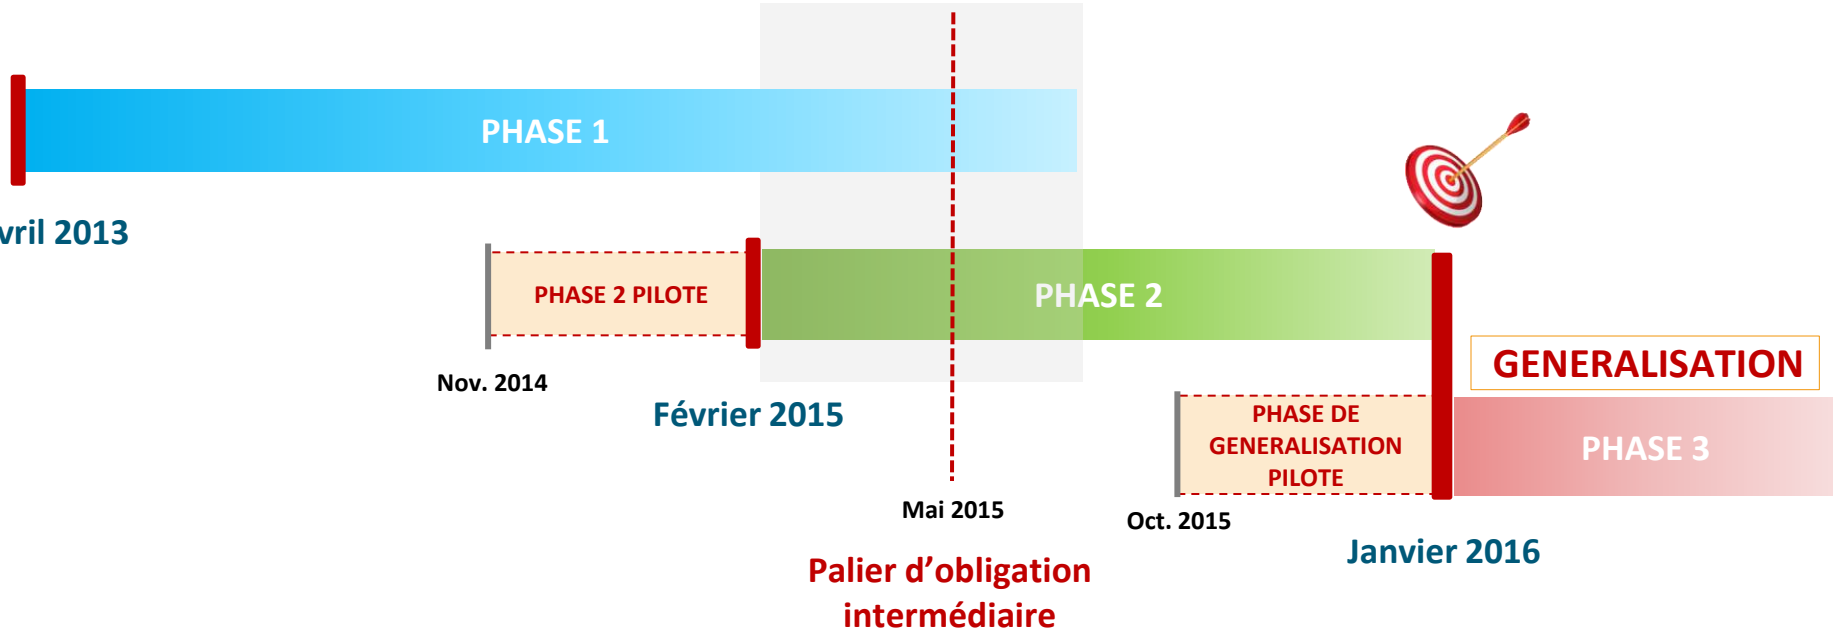 PHASE 1
vril 2013
PHASE 2 PILOTE
PHASE 2
Nov. 2014
Février 2015
GENERALISATION
PHASE DE
GENERALISATION
PILOTE
PHASE 3
Mai 2015
Oct. 2015
Janvier 2016
Palier d’obligation
intermédiaire